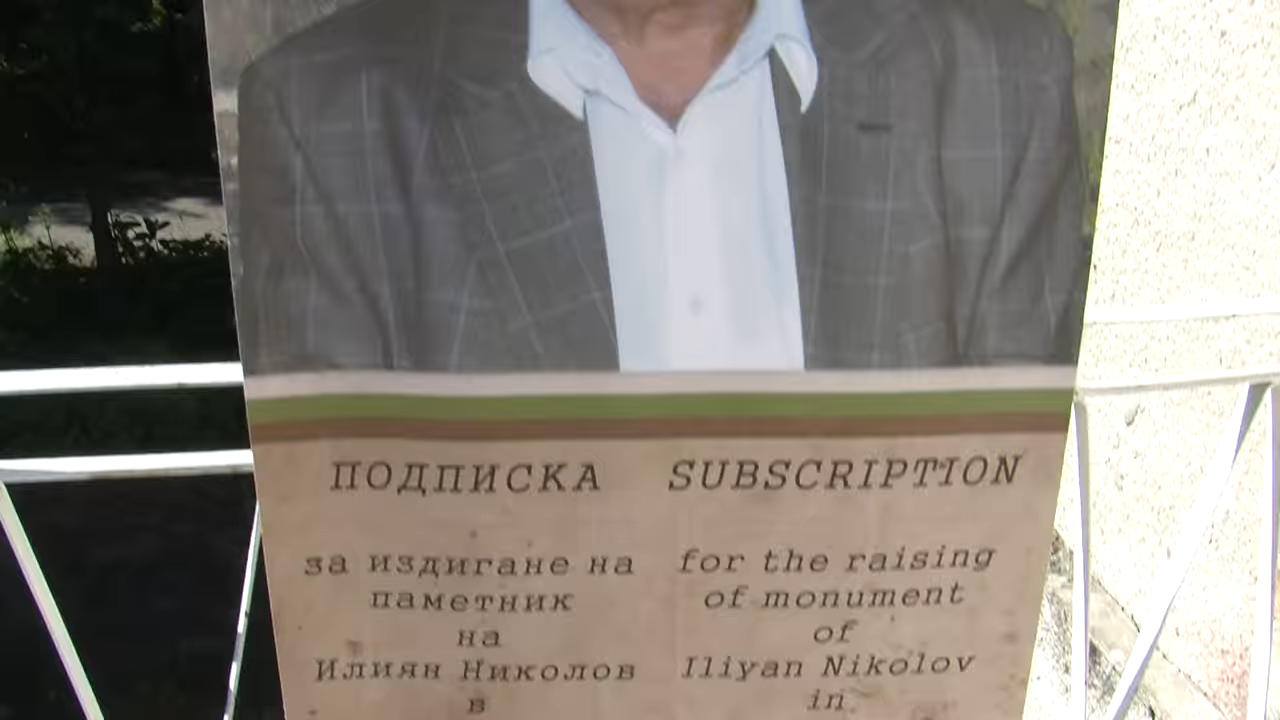 ПОДПИСКА
за издигане на
паметник
на
Илиян Николов
в
SUBSCRIPTION
for the raising
of monument
of
Iliyan Nikolov
in